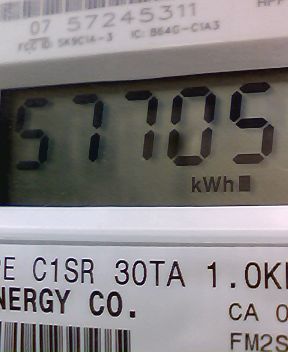 07 57245311
FCC ID: SK9C1A-3 IC: 864G-C1A3
57705
kWh
PE C1SR 30TA 1.0K
NERGY CO.
CA 0
FM2S